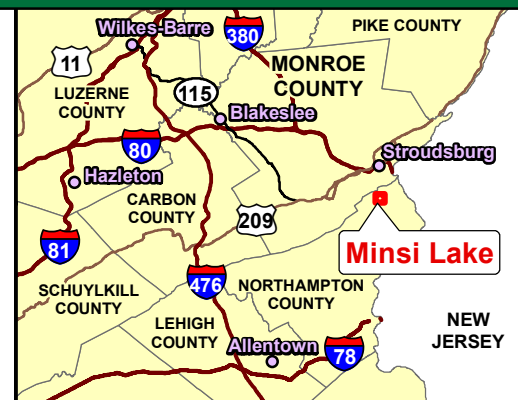 Wilkes-Barre
380
PIKE COUNTY
11
MONROE
COUNTY
LUZERNE
COUNTY
115
Blakeslee
80
Stroudsburg
Hazleton
CARBON
COUNTY
209
81
Minsi Lake
476
SCHUYLKILL
COUNTY
NORTHAMPTON
COUNTY
LEHIGH
COUNTY
NEW
JERSEY
Allentown
78